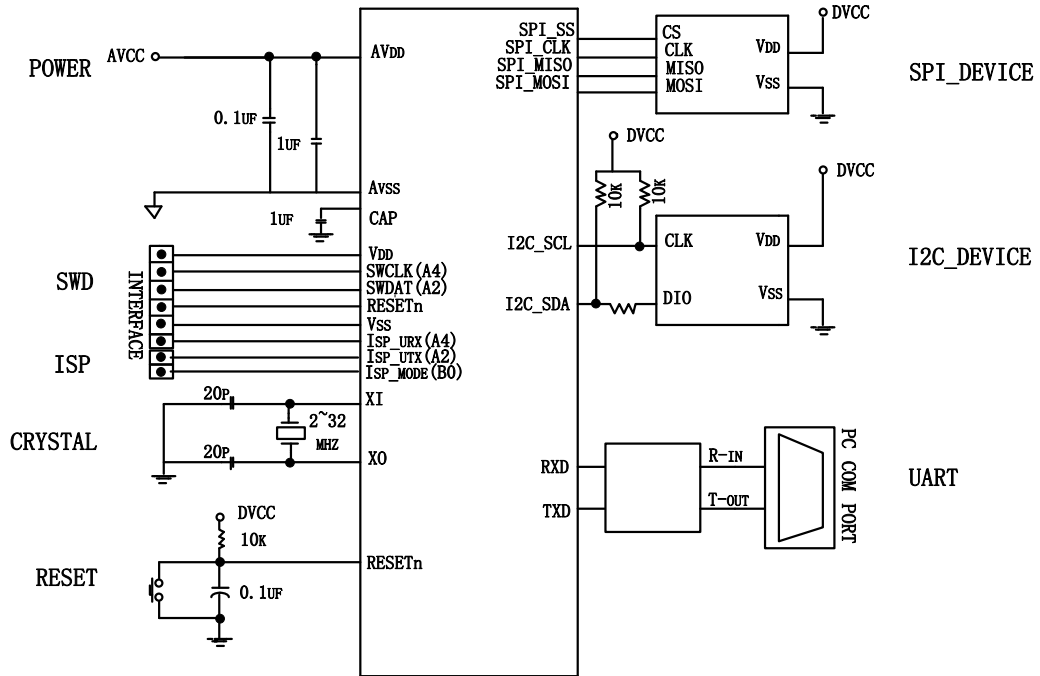 POWER
AVCC
AVDD
0.1UF
1UF
AVSS
1UF
CAP
SWD
ISP
INTERFACE
VDD
SWCLK(A4)
SWDAT(A2)
RESETn
VSS
ISP_URX(A4)
ISP_UTX(A2)
ISP_MODE(B0)
CRYSTAL
20P
XI
2~32
MHZ
20P
XO
RESET
DVCC
10K
RESETn
0.1UF
SPI_SS
SPI_CLK
SPI_MISO
SPI_MOSI
CS
CLK
MISO
MOSI
VDD
VSS
DVCC
SPI_DEVICE
DVCC
10K
10K
I2C_SCL
I2C_SDA
CLK
DIO
VDD
VSS
DVCC
I2C_DEVICE
RXD
TXD
R-IN
T-OUT
PC COM PORT
UART